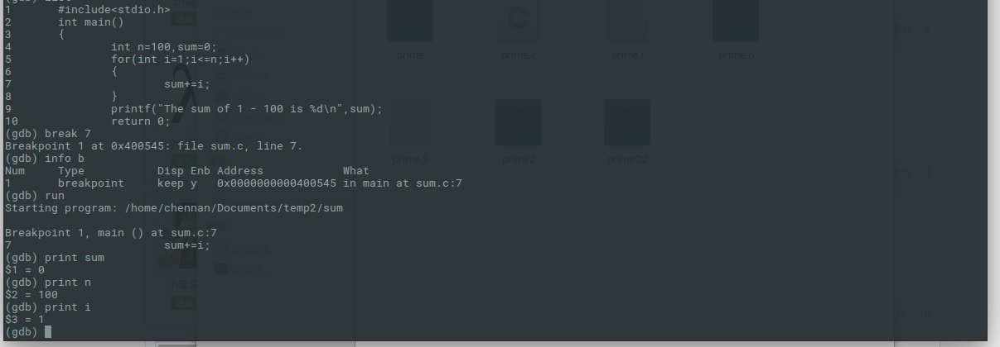 1       #include<stdio.h>
2       int main()
3       {
4               int n=100,sum=0;
5               for(int i=1;i<=n;i++)
6               {
7                       sum+=i;
8               }
9               printf("The sum of 1 - 100 is %d\n",sum);
10              return 0;
(gdb) break 7
Breakpoint 1 at 0x400545: file sum.c, line 7.
(gdb) info b
Num     Type           Disp Enb Address            What
1       breakpoint     keep y   0x0000000000400545 in main at sum.c:7
(gdb) run
Starting program: /home/chennan/Documents/temp2/sum
Breakpoint 1, main () at sum.c:7
7                       sum+=i;
(gdb) print sum
$1 = 0
(gdb) print n
$2 = 100
(gdb) print i
$3 = 1
(gdb)
prime
prime.c
prime.i
prime.o
prime.S
prime2
primeO2